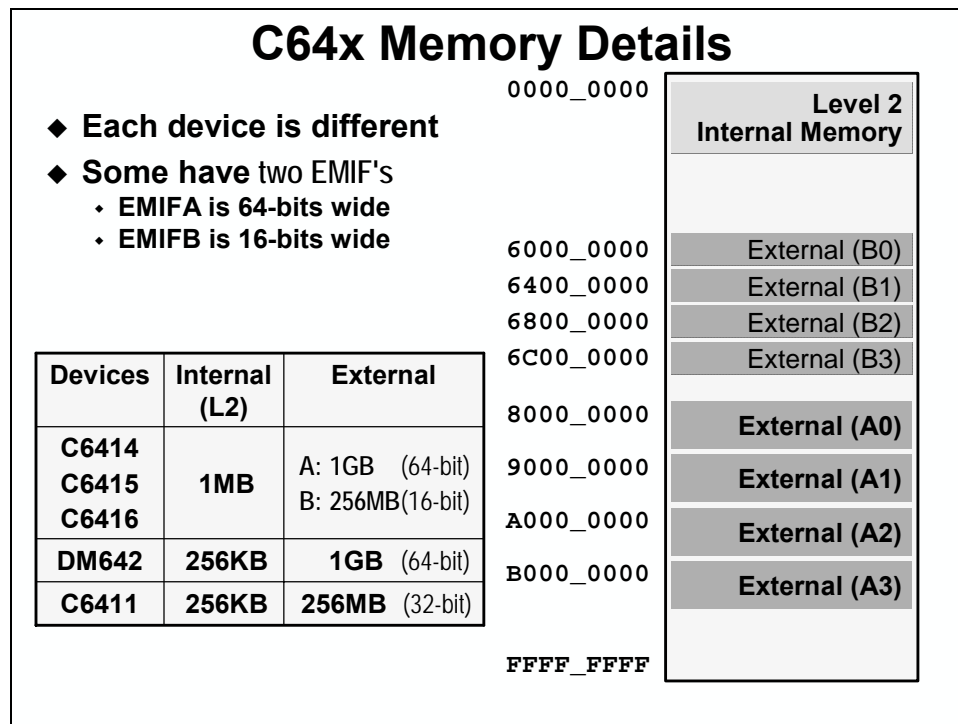 C64x Memory Details
◆ Each device is different
◆ Some have two EMIF's
◆ EMIFA is 64-bits wide
◆ EMIFB is 16-bits wide
Devices Internal (L2) External
C6414 C6415 C6416 1MB A: 1GB (64-bit)
B: 256MB(16-bit)
DM642 256KB 1GB (64-bit)
C6411 256KB 256MB (32-bit)
0000_0000 Level 2
Internal Memory
6000_0000 External (B0)
6400_0000 External (B1)
6800_0000 External (B2)
6C00_0000 External (B3)
8000_0000 External (A0)
9000_0000 External (A1)
A000_0000 External (A2)
B000_0000 External (A3)
FFFF_FFFF